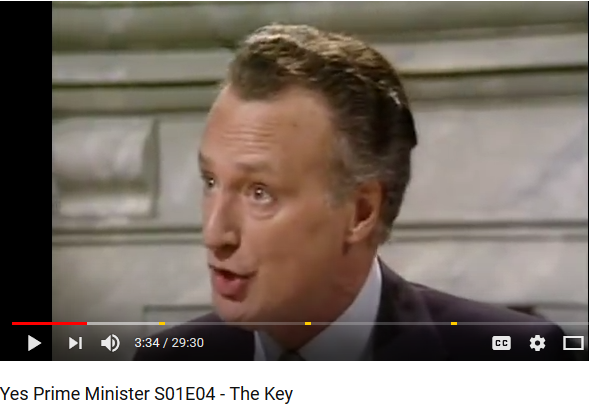 3:34 / 29:30
CC
Yes Prime Minister S01E04 - The Key